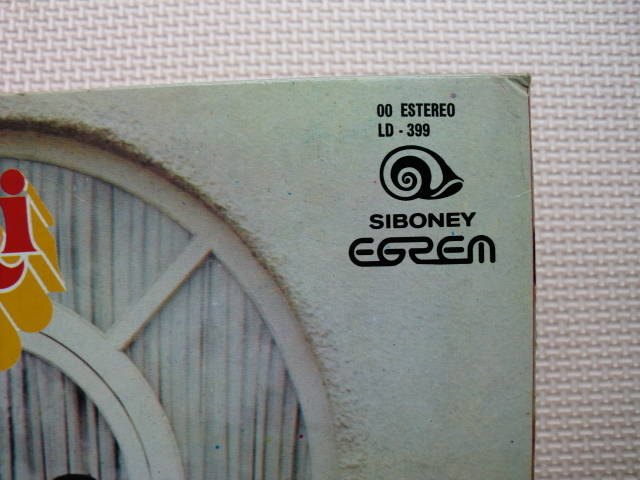 00 ESTEREO
LD - 399
SIBONEY
EGREM
i